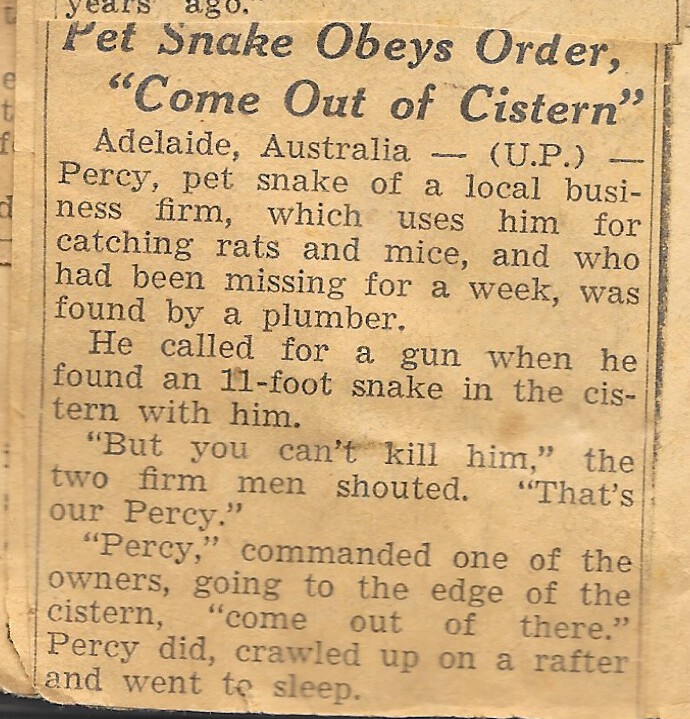 years ago."
Pet Snake Obeys Order,
"Come Out of Cistern"
Adelaide, Australia — (U.P.) —
Percy, pet snake of a local busi-
ness firm, which uses him for
catching rats and mice, and who
had been missing for a week, was
found by a plumber.
He called for a gun when he
found an 11-foot snake in the cis-
tern with him.
"But you can't kill him," the
two firm men shouted. "That's
our Percy."
"Percy," commanded one of the
owners, going to the edge of the
cistern, "come out of there."
Percy did, crawled up on a rafter
and went to sleep.